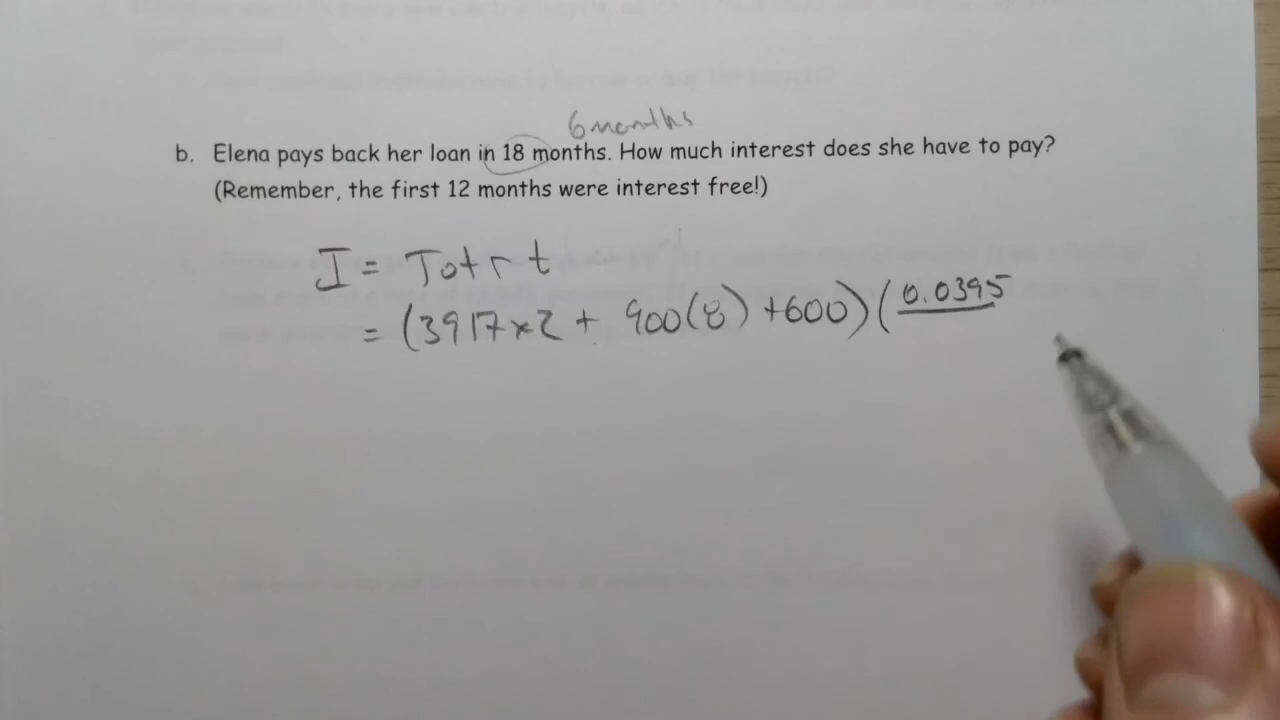 6 months
b. Elena pays back her loan in 18 months. How much interest does she have to pay?
(Remember, the first 12 months were interest free!)
I = Tot r t
= (3917 x 2 + 900(8) +600)(0.0395